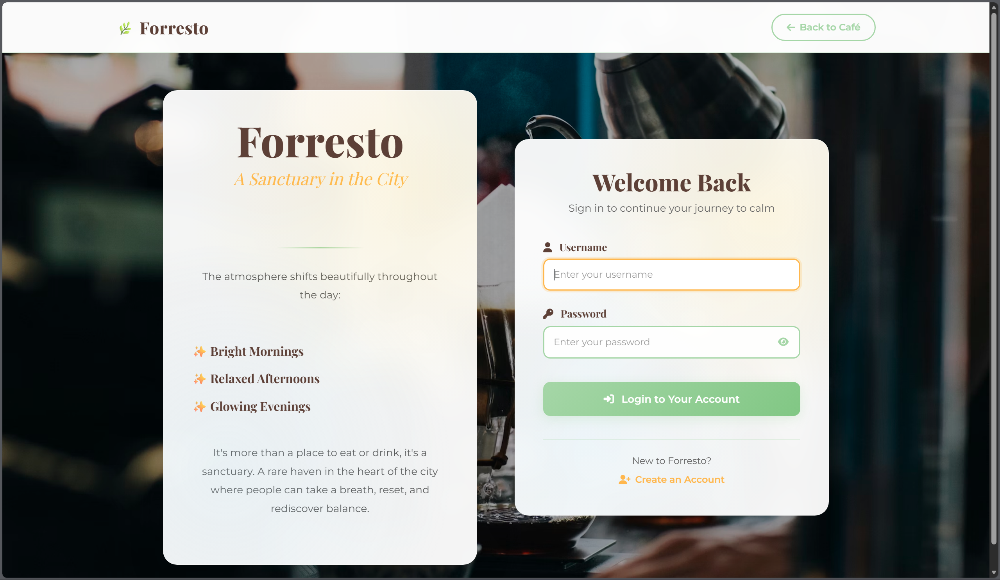 Forresto
Back to Café
Forresto
A Sanctuary in the City
The atmosphere shifts beautifully throughout
the day:
Bright Mornings
Relaxed Afternoons
Glowing Evenings
It's more than a place to eat or drink, it's a
sanctuary. A rare haven in the heart of the city
where people can take a breath, reset, and
rediscover balance.
Welcome Back
Sign in to continue your journey to calm
Username
Enter your username
Password
Enter your password
Login to Your Account
New to Forresto?
Create an Account